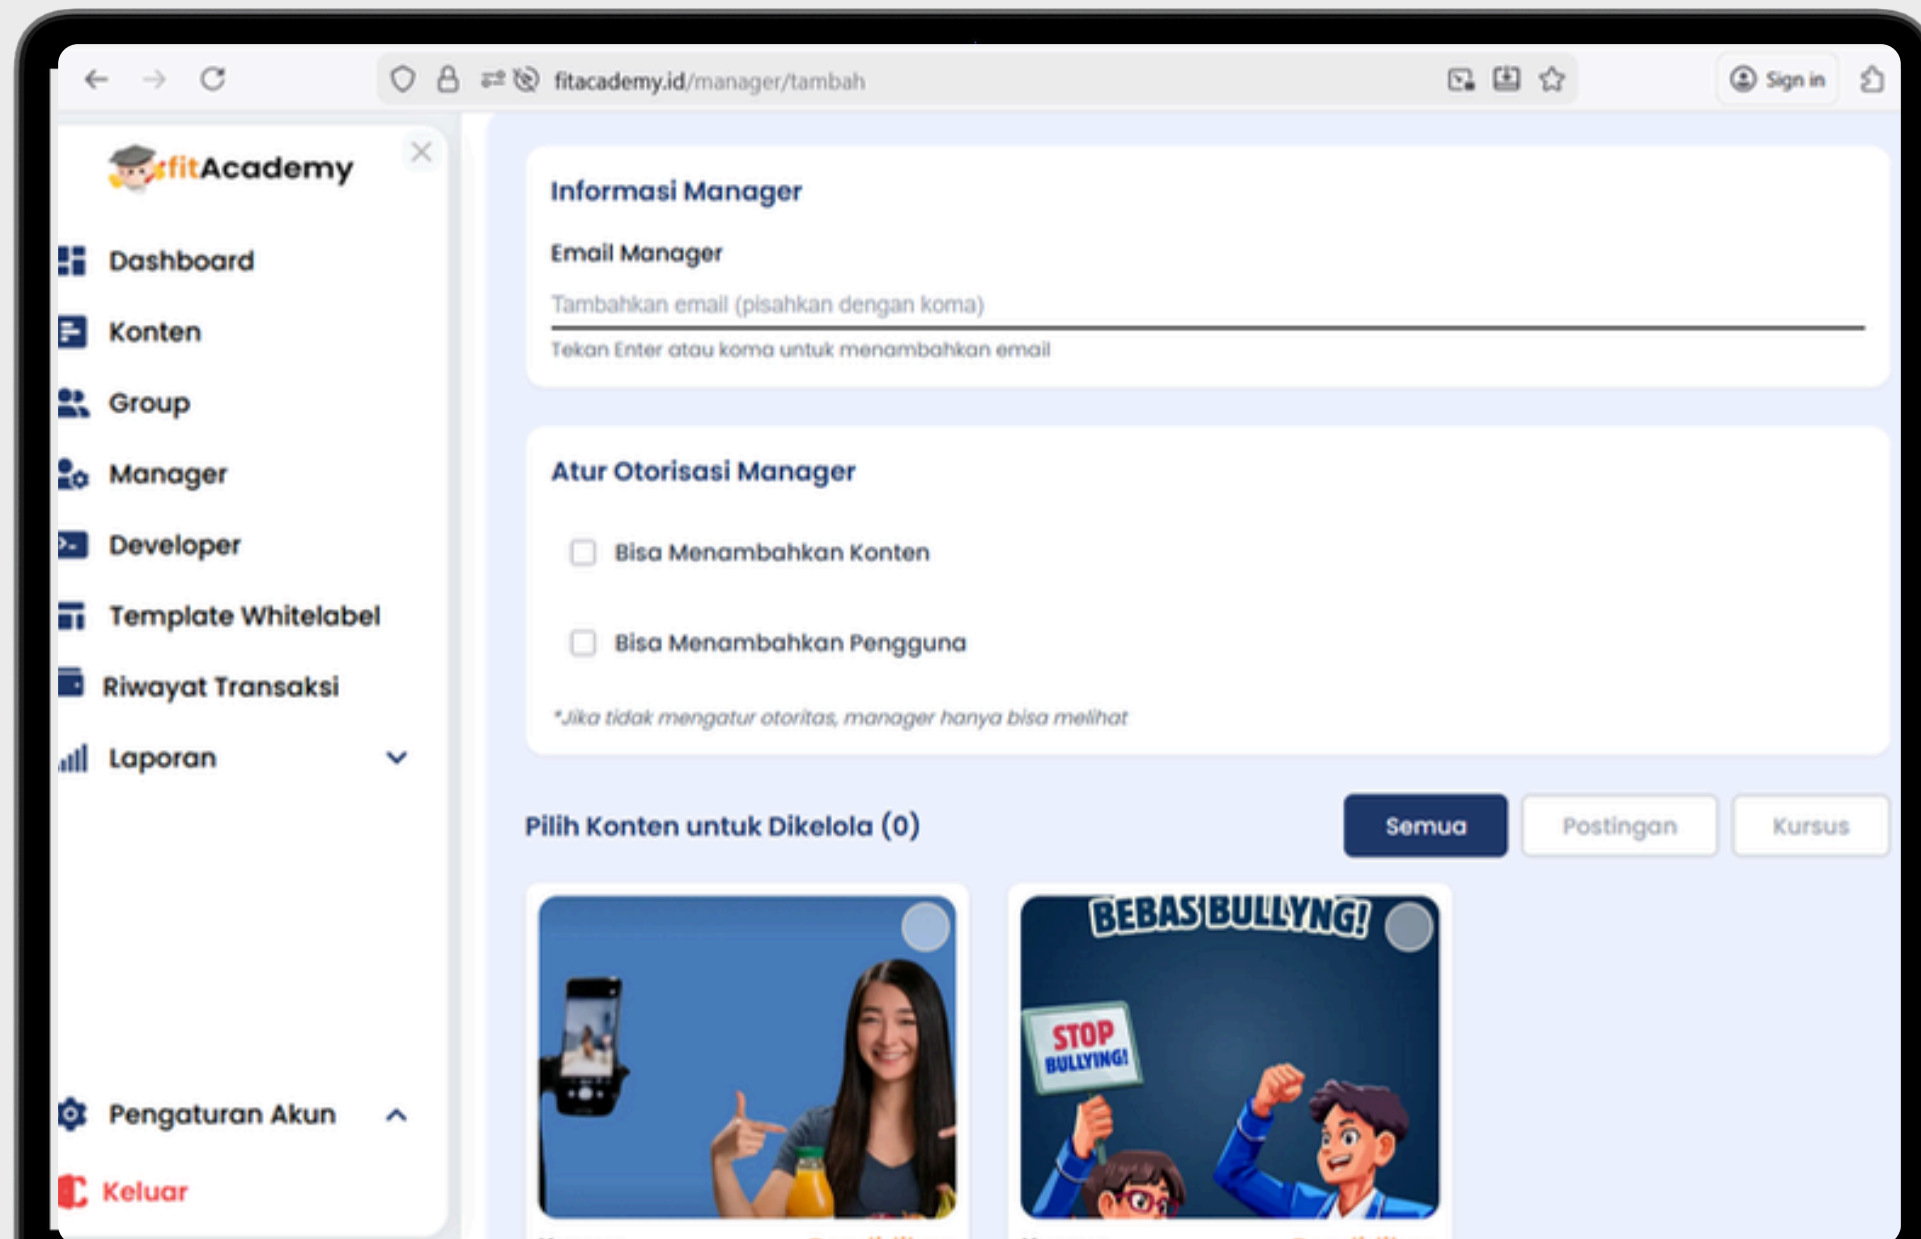 fitacademy.id/manager/tambah
Sign in
fitAcademy
Dashboard
Konten
Group
Manager
Developer
Template Whitelabel
Riwayat Transaksi
Laporan
Pengaturan Akun
Keluar
Informasi Manager
Email Manager
Tambahkan email (pisahkan dengan koma)
Tekan Enter atau koma untuk menambahkan email
Atur Otorisasi Manager
Bisa Menambahkan Konten
Bisa Menambahkan Pengguna
*Jika tidak mengatur otoritas, manager hanya bisa melihat
Pilih Konten untuk Dikelola (0)
Semua
Postingan
Kursus
BEBAS BULLYNG!
STOP
BULLYING!